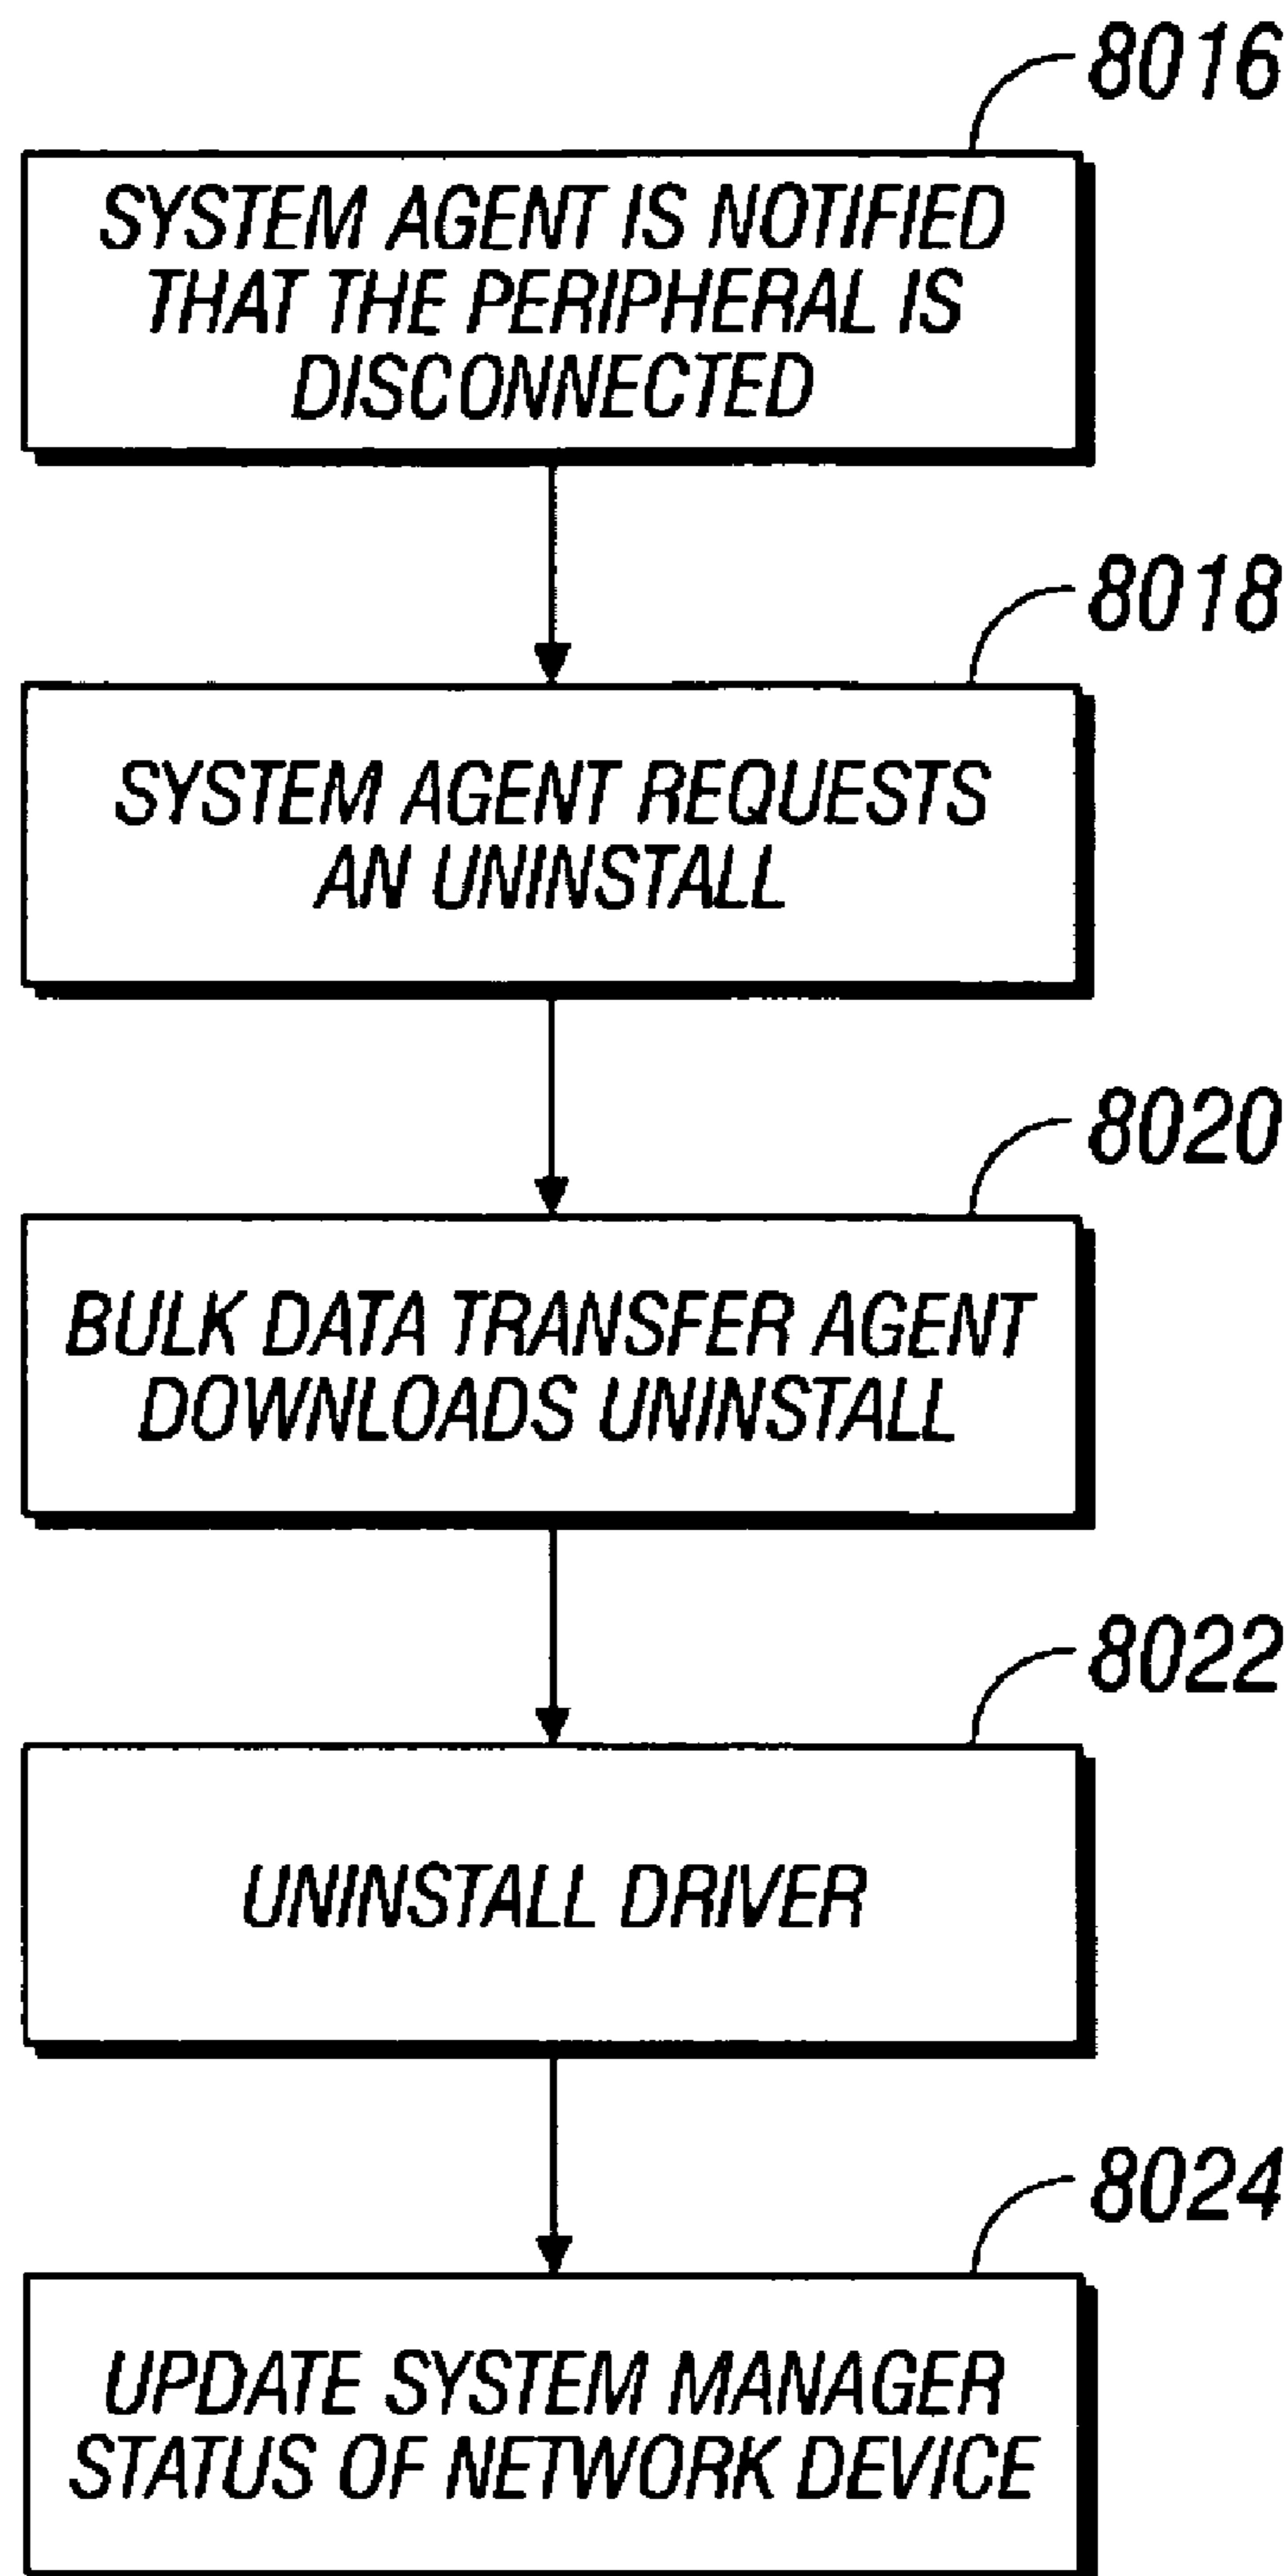 8016
SYSTEM AGENT IS NOTIFIED
THAT THE PERIPHERAL IS
DISCONNECTED
8018
SYSTEM AGENT REQUESTS
AN UNINSTALL
8020
BULK DATA TRANSFER AGENT
DOWNLOADS UNINSTALL
8022
UNINSTALL DRIVER
8024
UPDATE SYSTEM MANAGER
STATUS OF NETWORK DEVICE